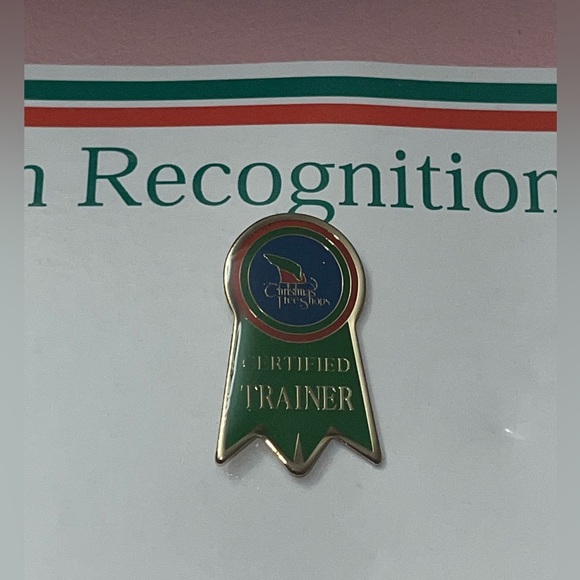 n Recognition
Christmas
Tree Shops
CERTIFIED
TRAINER